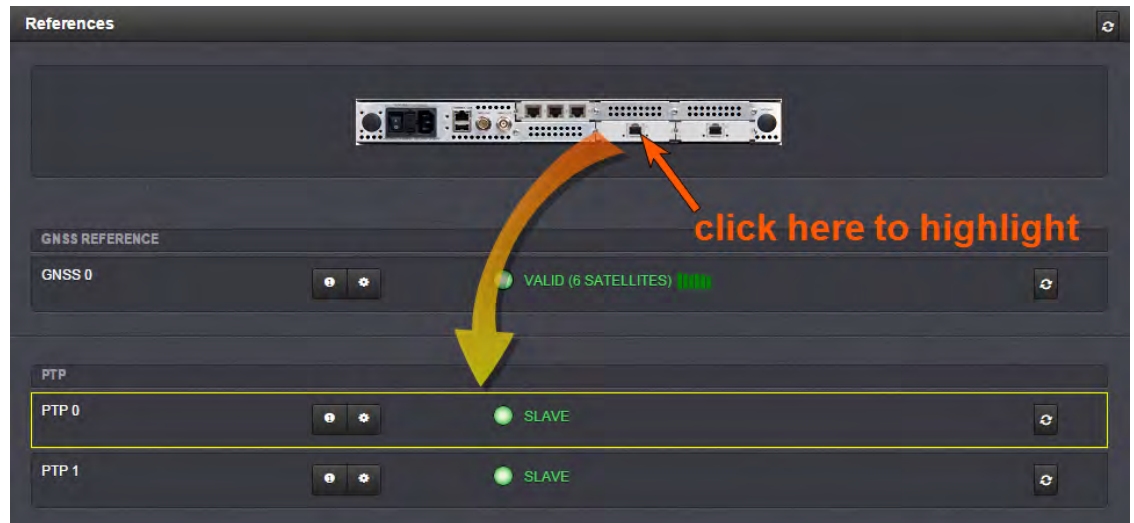 References
click here to highlight
GNSS REFERENCE
GNSS 0
VALID (6 SATELLITES)
PTP
PTP 0
SLAVE
PTP 1
SLAVE